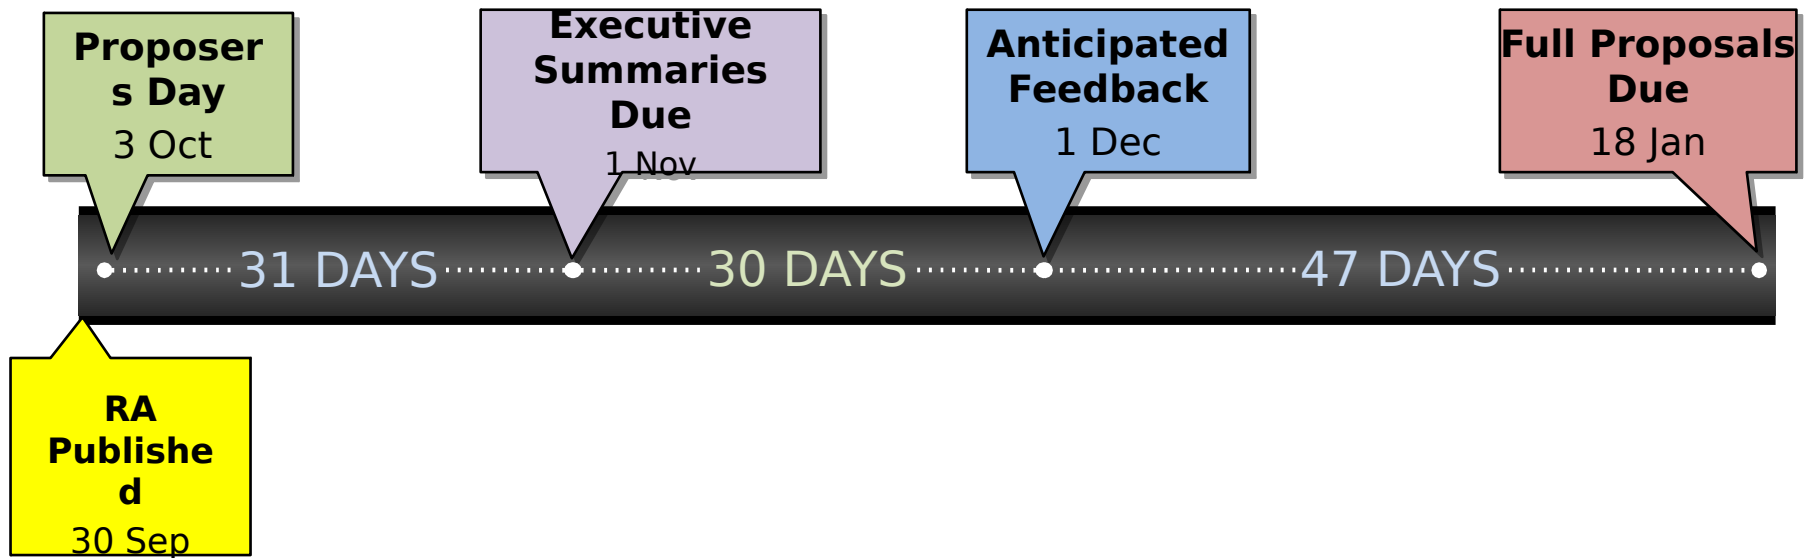 Proposer
s Day
3 Oct
Executive
Summaries
Due
1 Nov
Anticipated
Feedback
1 Dec
Full Proposals
Due
18 Jan
31 DAYS
30 DAYS
47 DAYS
RA
Publishe
d
30 Sep